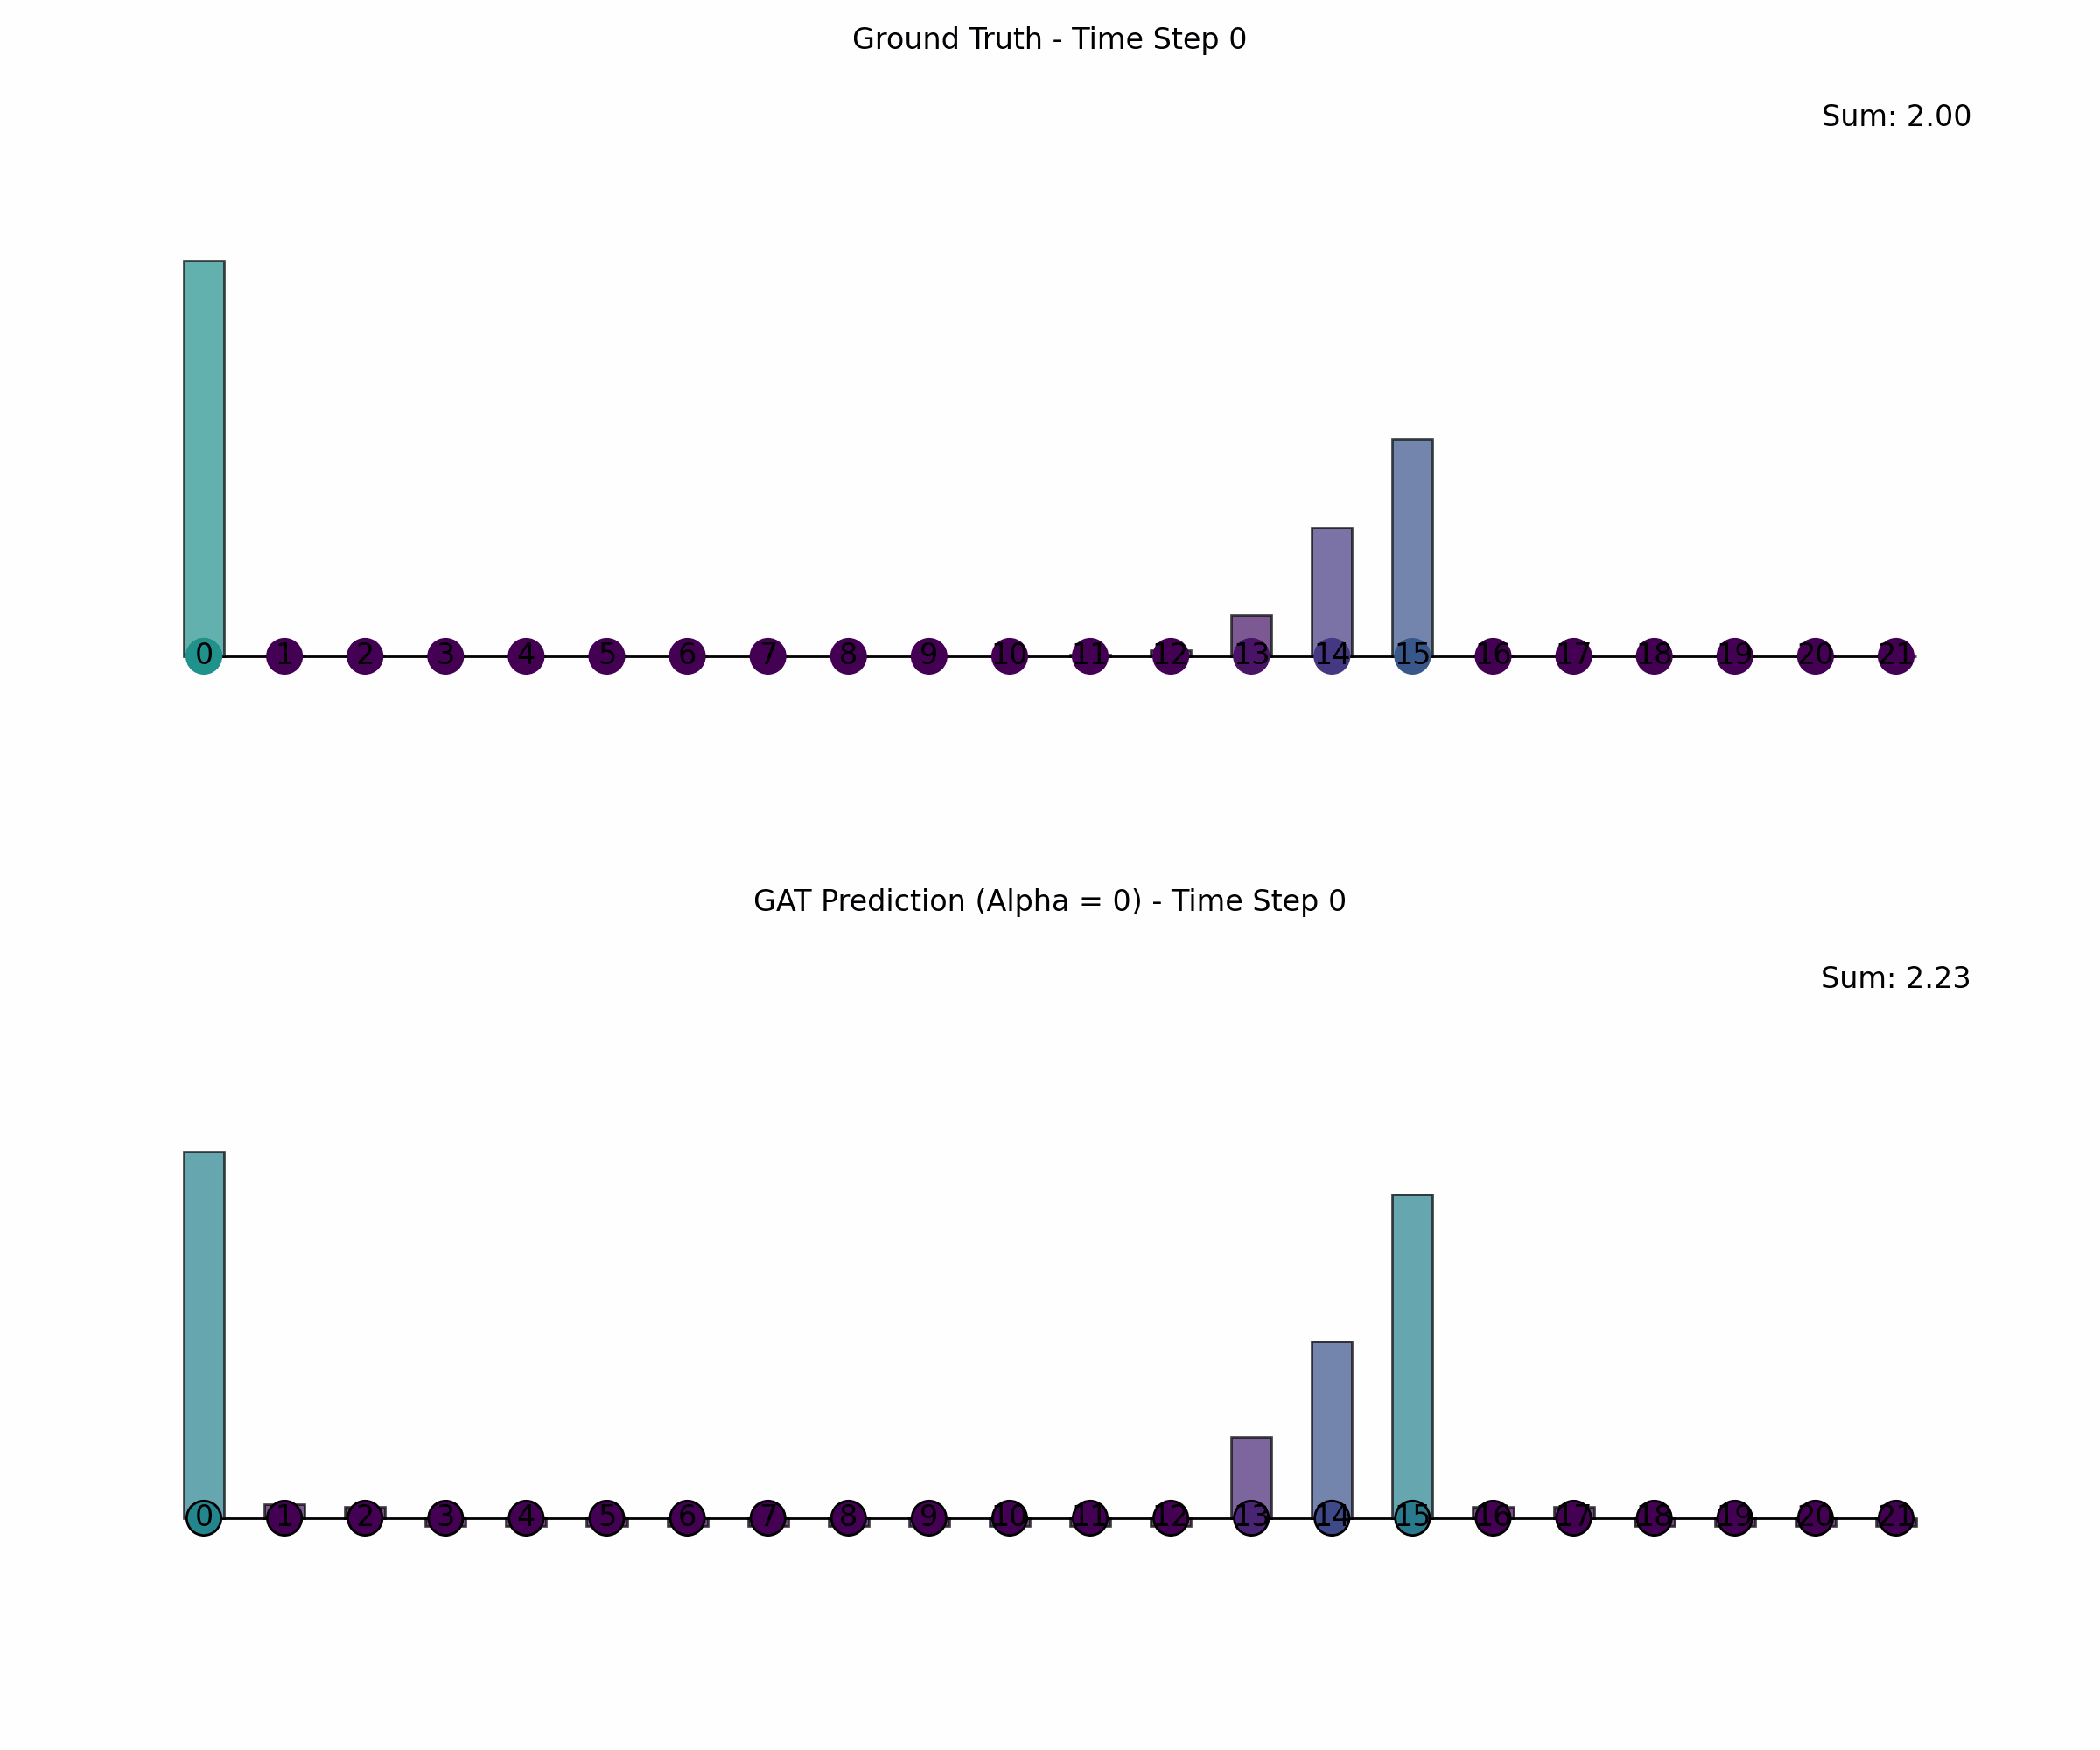 Ground Truth - Time Step 0
Sum: 2.00
0 1 2 3 4 5 6 7 8 9 10 11 12 13 14 15 16 17 18 19 20 21
GAT Prediction (Alpha = 0) - Time Step 0
Sum: 2.23
0 1 2 3 4 5 6 7 8 9 10 11 12 13 14 15 16 17 18 19 20 21